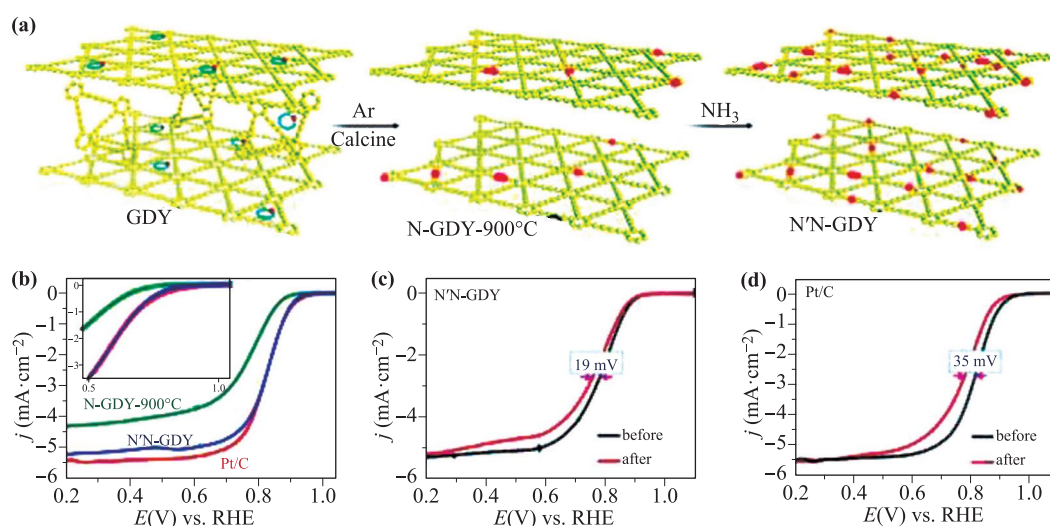 (a)
Ar
Calcine
NH₃
GDY
N-GDY-900°C
N′N-GDY
(b)
0
−1
−2
−3
−4
−5
−6
j (mA·cm⁻²)
0
−1
−2
−3
0.5
1.0
N-GDY-900°C
N′N-GDY
Pt/C
0.2
0.4
0.6
0.8
1.0
E(V) vs. RHE
(c)
N′N-GDY
0
−2
−4
−6
j (mA·cm⁻²)
19 mV
before
after
0.2
0.4
0.6
0.8
1.0
E(V) vs. RHE
(d)
Pt/C
0
−1
−2
−3
−4
−5
−6
j (mA·cm⁻²)
35 mV
before
after
0.2
0.4
0.6
0.8
1.0
E(V) vs. RHE